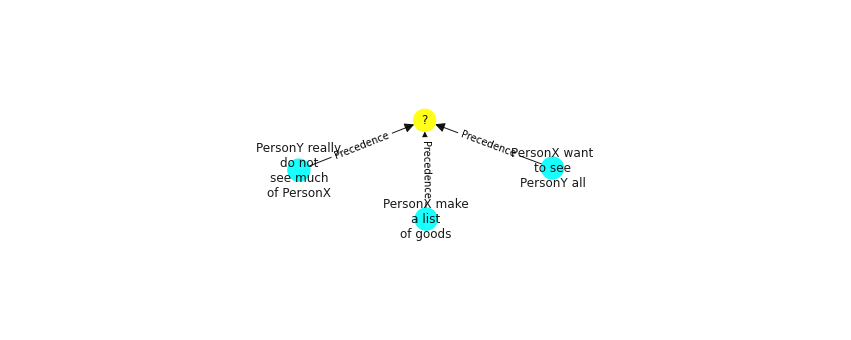 ?
Precedence
Precedence
Precedence
PersonY really
do not
see much
of PersonX
PersonX make
a list
of goods
PersonX want
to see
PersonY all